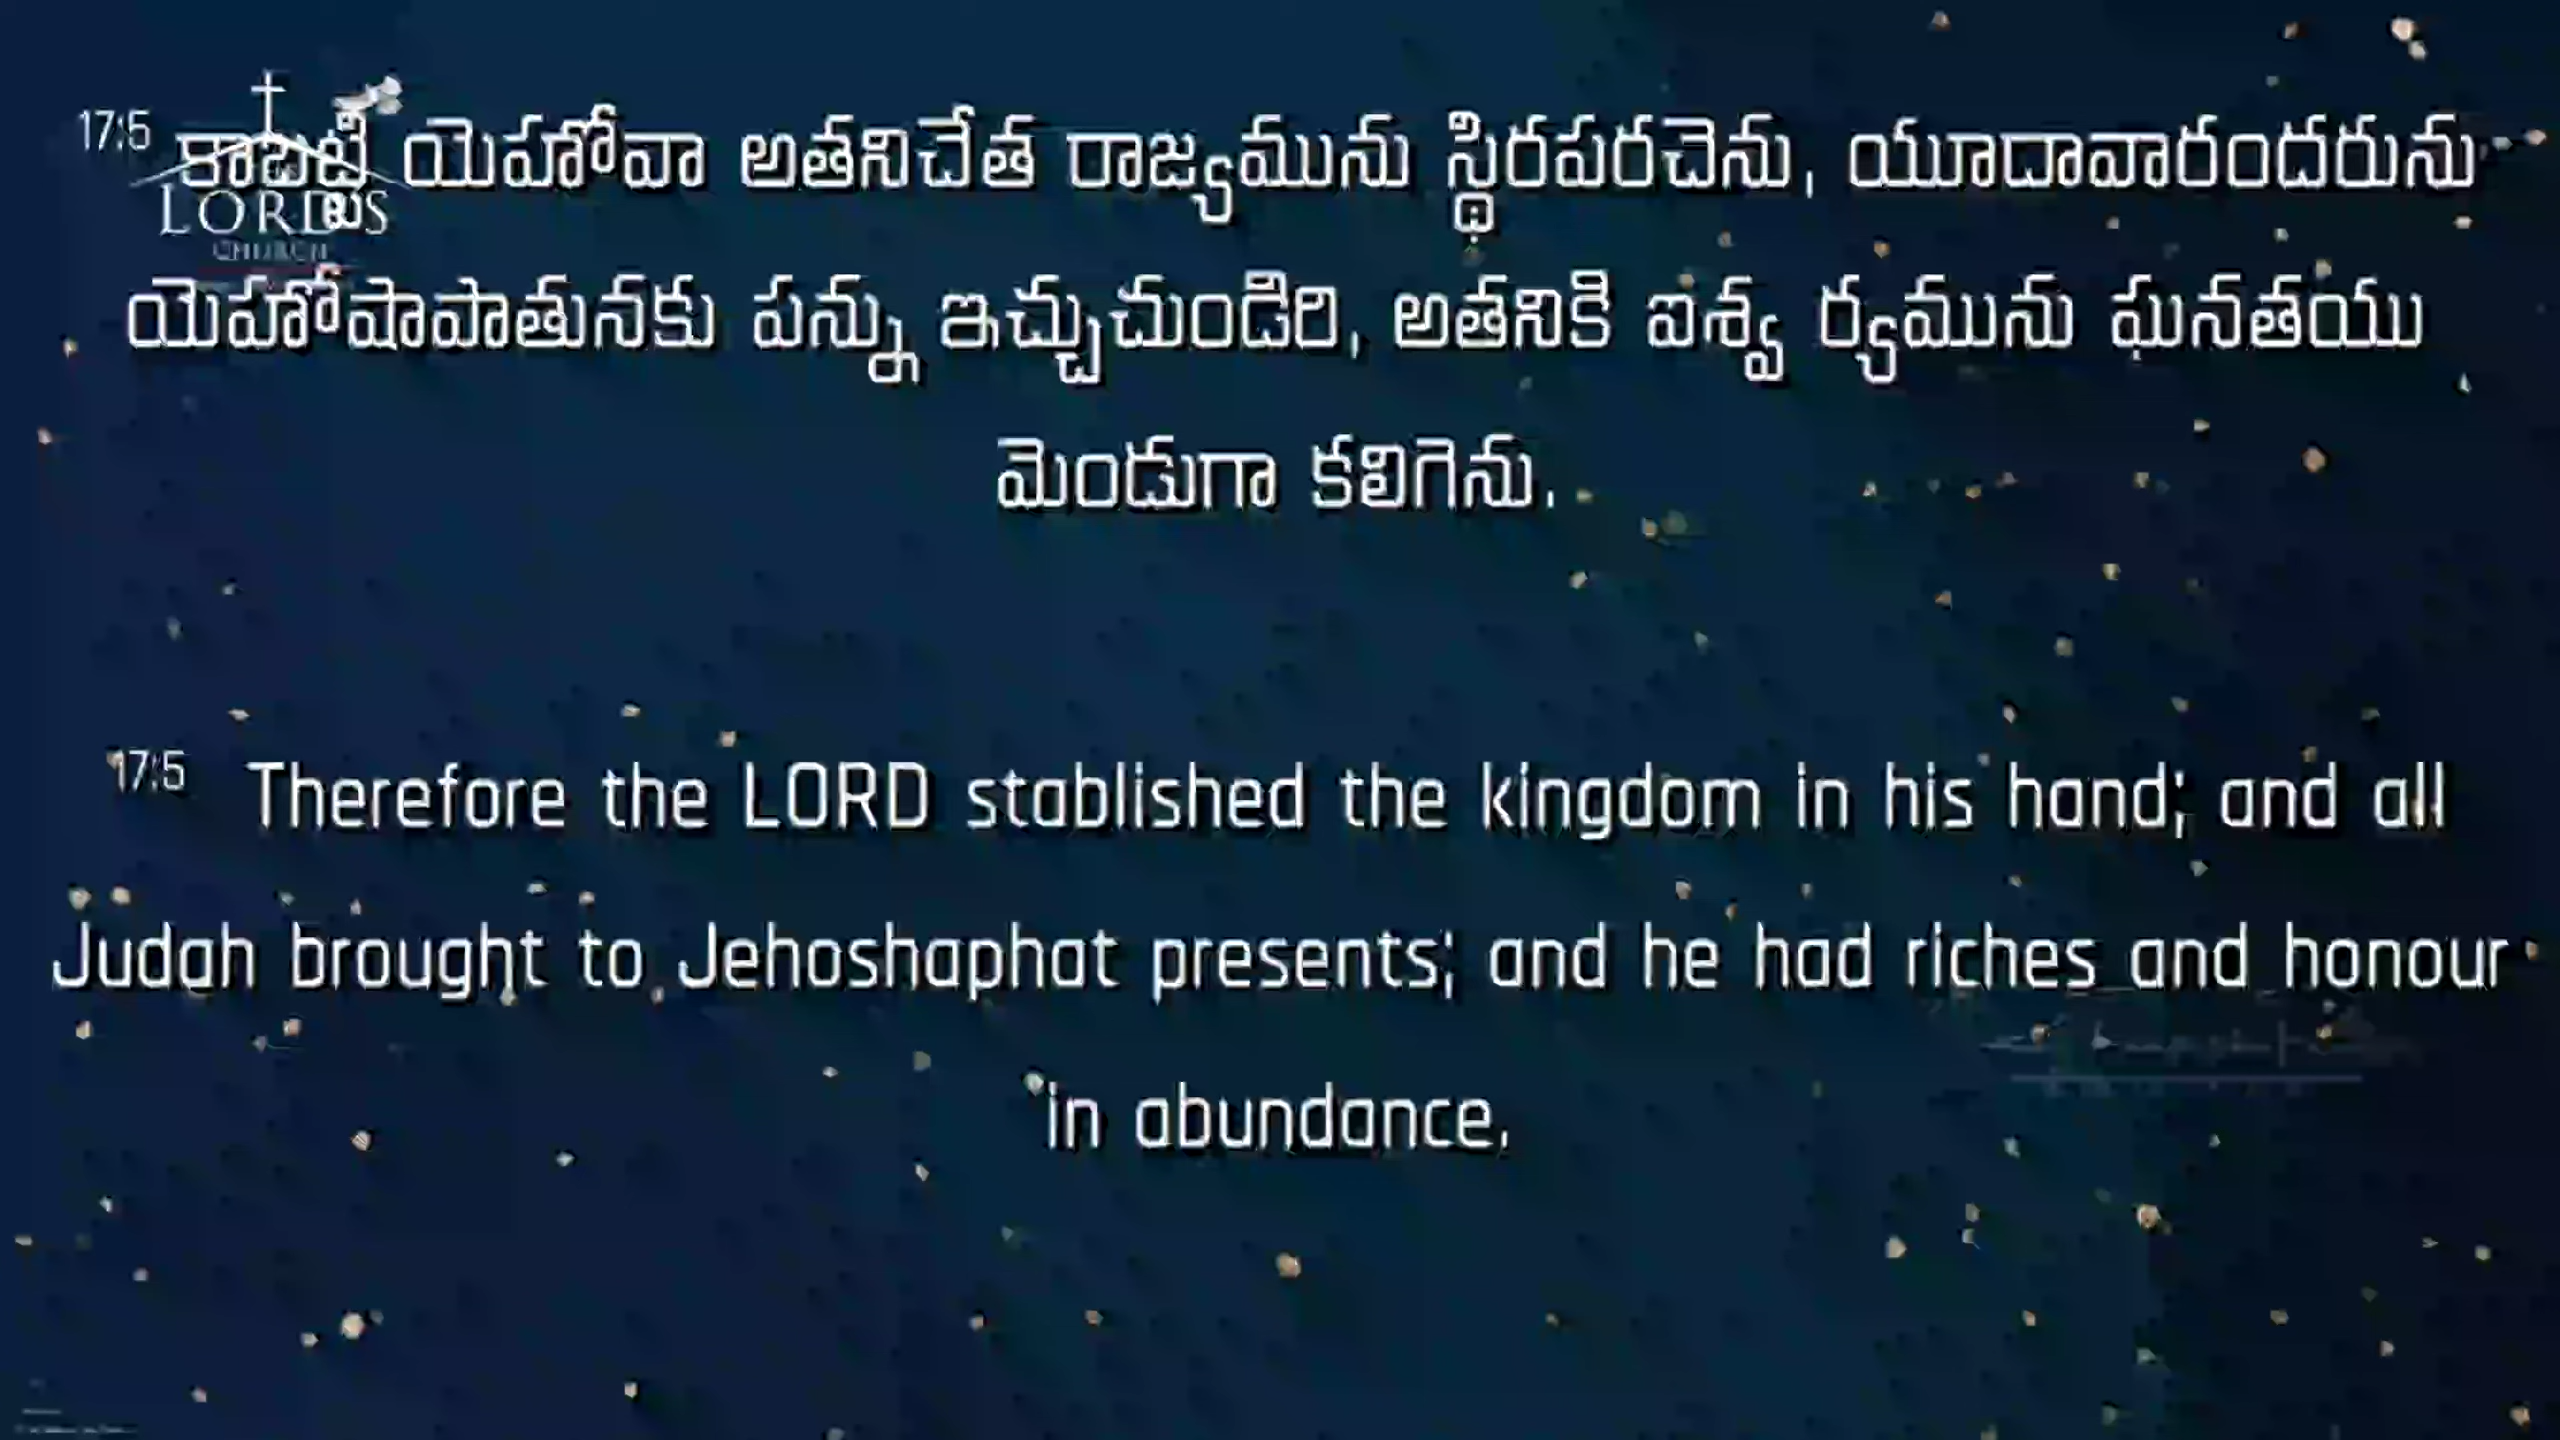 17:5 కాబట్టి యెహోవా అతనిచేత రాజ్యమును స్థిరపరచెను, యూదావారందరును
LORD'S
CHURCH
యెహోషాపాతునకు పన్ను ఇచ్చుచుండిరి, అతనికి ఐశ్వ ర్యమును ఘనతయు
మెండుగా కలిగెను.
17:5 Therefore the LORD stablished the kingdom in his hand; and all
Judah brought to Jehoshaphat presents; and he had riches and honour
in abundance.